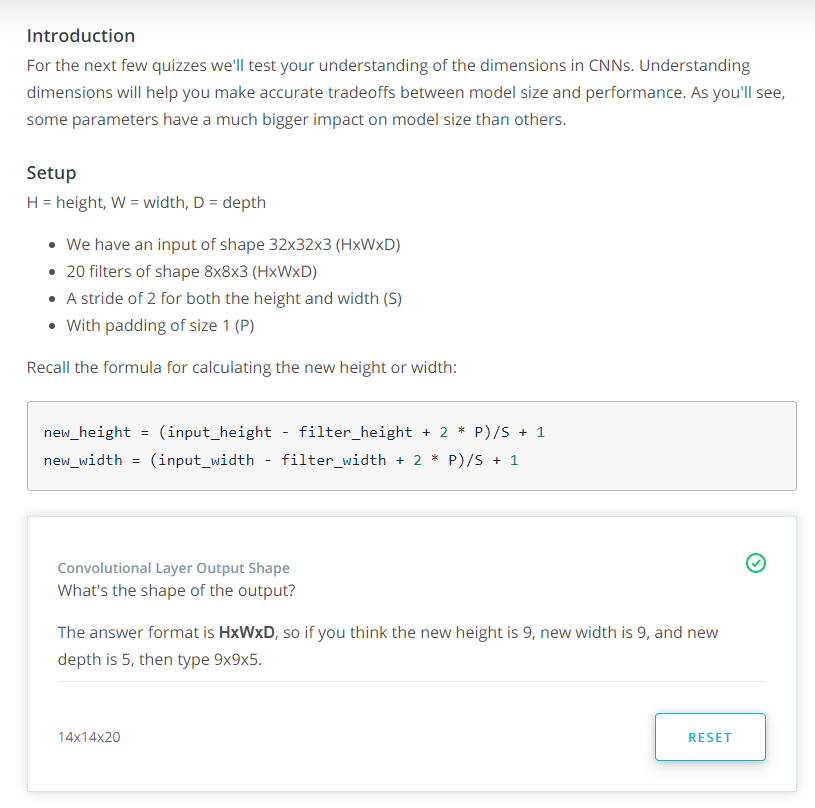 Introduction
For the next few quizzes we'll test your understanding of the dimensions in CNNs. Understanding
dimensions will help you make accurate tradeoffs between model size and performance. As you'll see,
some parameters have a much bigger impact on model size than others.
Setup
H = height, W = width, D = depth
• We have an input of shape 32x32x3 (HxWxD)
• 20 filters of shape 8x8x3 (HxWxD)
• A stride of 2 for both the height and width (S)
• With padding of size 1 (P)
Recall the formula for calculating the new height or width:
new_height = (input_height - filter_height + 2 * P)/S + 1
new_width = (input_width - filter_width + 2 * P)/S + 1
Convolutional Layer Output Shape
What's the shape of the output?
The answer format is HxWxD, so if you think the new height is 9, new width is 9, and new
depth is 5, then type 9x9x5.
14x14x20
RESET